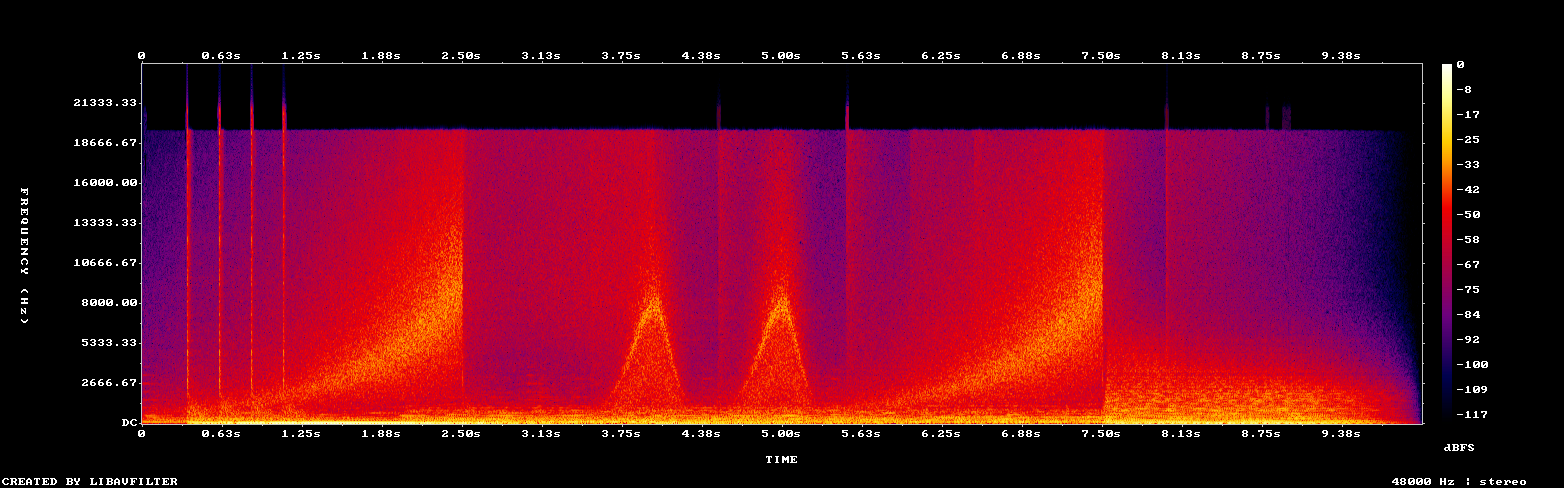 0 0.63s 1.25s 1.88s 2.50s 3.13s 3.75s 4.38s 5.00s 5.63s 6.25s 6.88s 7.50s 8.13s 8.75s 9.38s
21333.33
18666.67
16000.00
13333.33
10666.67
8000.00
5333.33
2666.67
DC
FREQUENCY (Hz)
0
-8
-17
-25
-33
-42
-50
-58
-67
-75
-84
-92
-100
-109
-117
0 0.63s 1.25s 1.88s 2.50s 3.13s 3.75s 4.38s 5.00s 5.63s 6.25s 6.88s 7.50s 8.13s 8.75s 9.38s
dBFS
TIME
CREATED BY LIBAVFILTER
48000 Hz | stereo